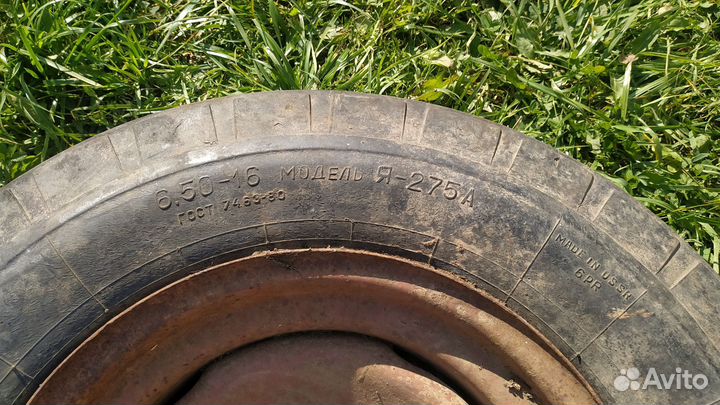 6.50-16 МОДЕЛЬ Я-275А
ГОСТ 7463-80
MADE IN USSR
6PR
Avito